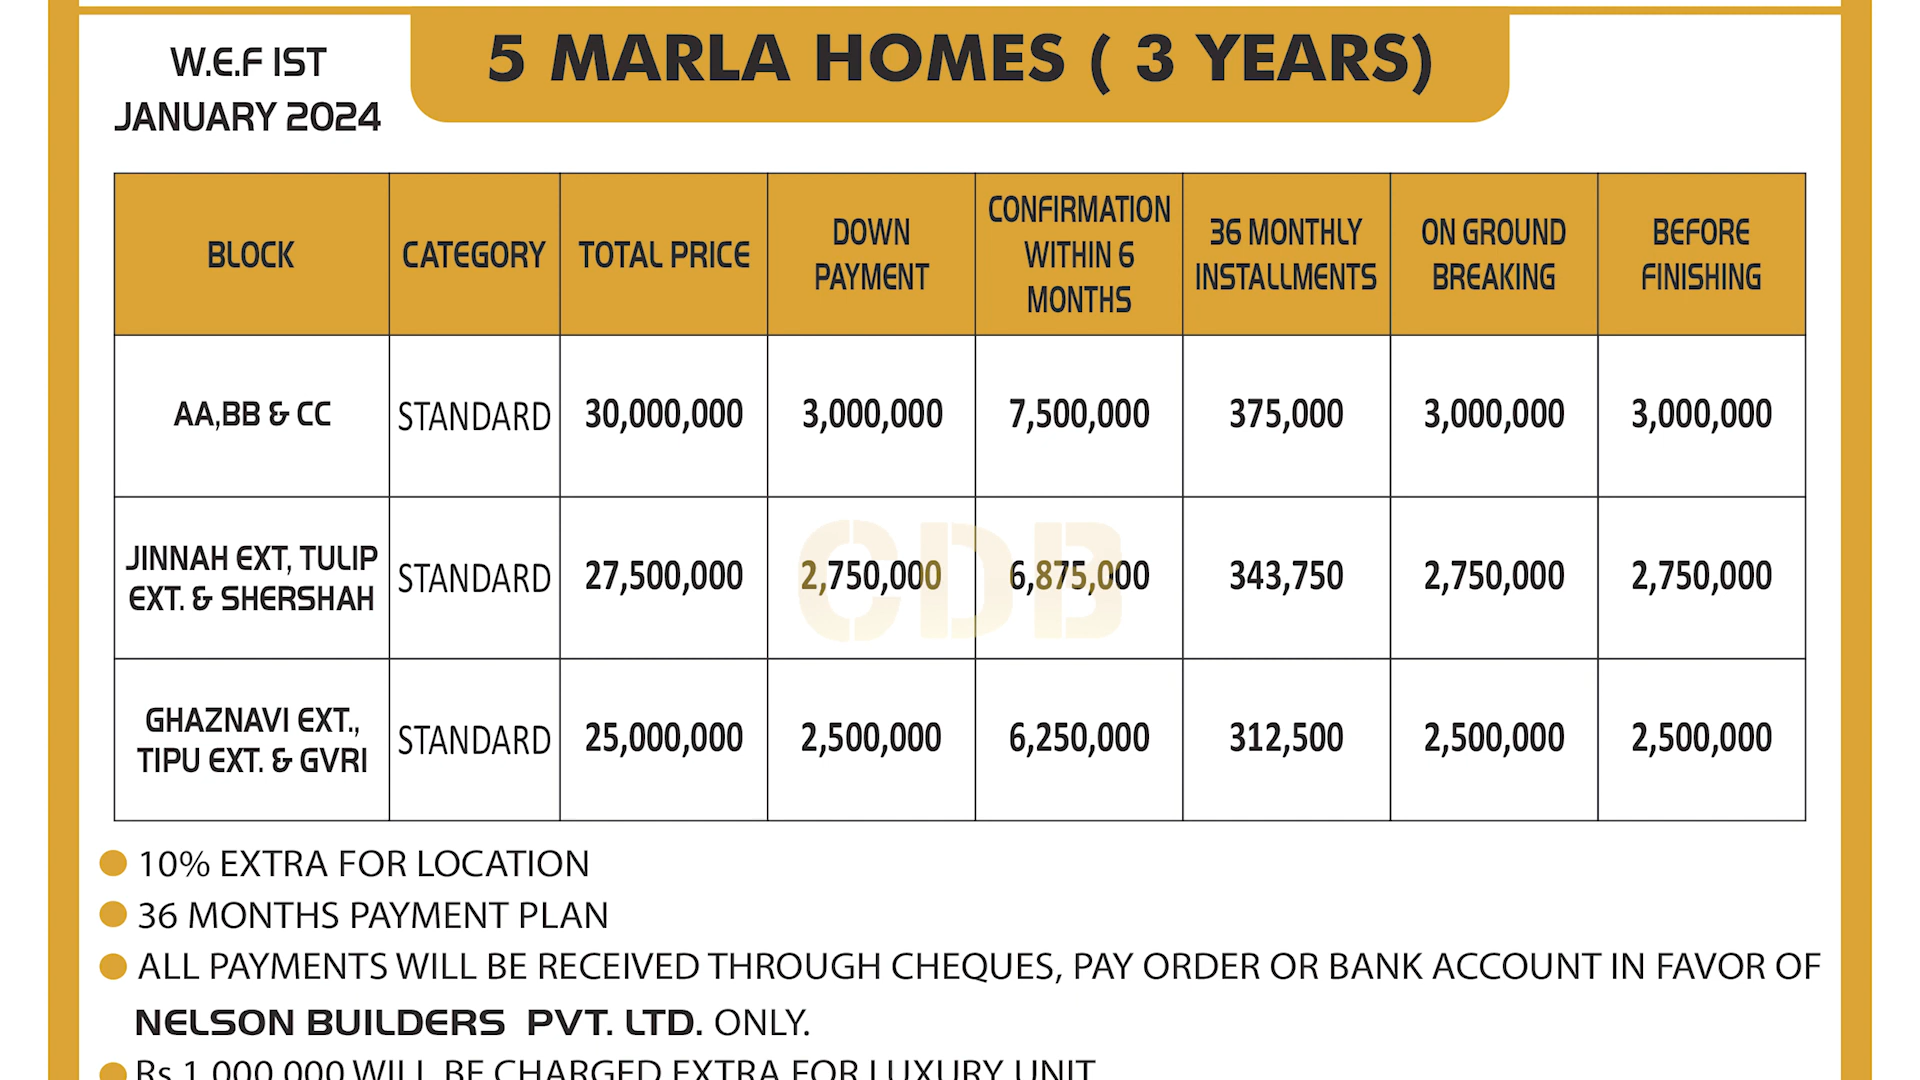 W.E.F IST
JANUARY 2024
5 MARLA HOMES ( 3 YEARS)
BLOCK CATEGORY TOTAL PRICE DOWN PAYMENT CONFIRMATION WITHIN 6 MONTHS 36 MONTHLY INSTALLMENTS ON GROUND BREAKING BEFORE FINISHING
AA,BB & CC STANDARD 30,000,000 3,000,000 7,500,000 375,000 3,000,000 3,000,000
JINNAH EXT, TULIP EXT. & SHERSHAH STANDARD 27,500,000 2,750,000 6,875,000 343,750 2,750,000 2,750,000
CDB
GHAZNAVI EXT., TIPU EXT. & GVRI STANDARD 25,000,000 2,500,000 6,250,000 312,500 2,500,000 2,500,000
10% EXTRA FOR LOCATION
36 MONTHS PAYMENT PLAN
ALL PAYMENTS WILL BE RECEIVED THROUGH CHEQUES, PAY ORDER OR BANK ACCOUNT IN FAVOR OF
NELSON BUILDERS PVT. LTD. ONLY.
Rs 1,000,000 WILL BE CHARGED EXTRA FOR LUXURY UNIT